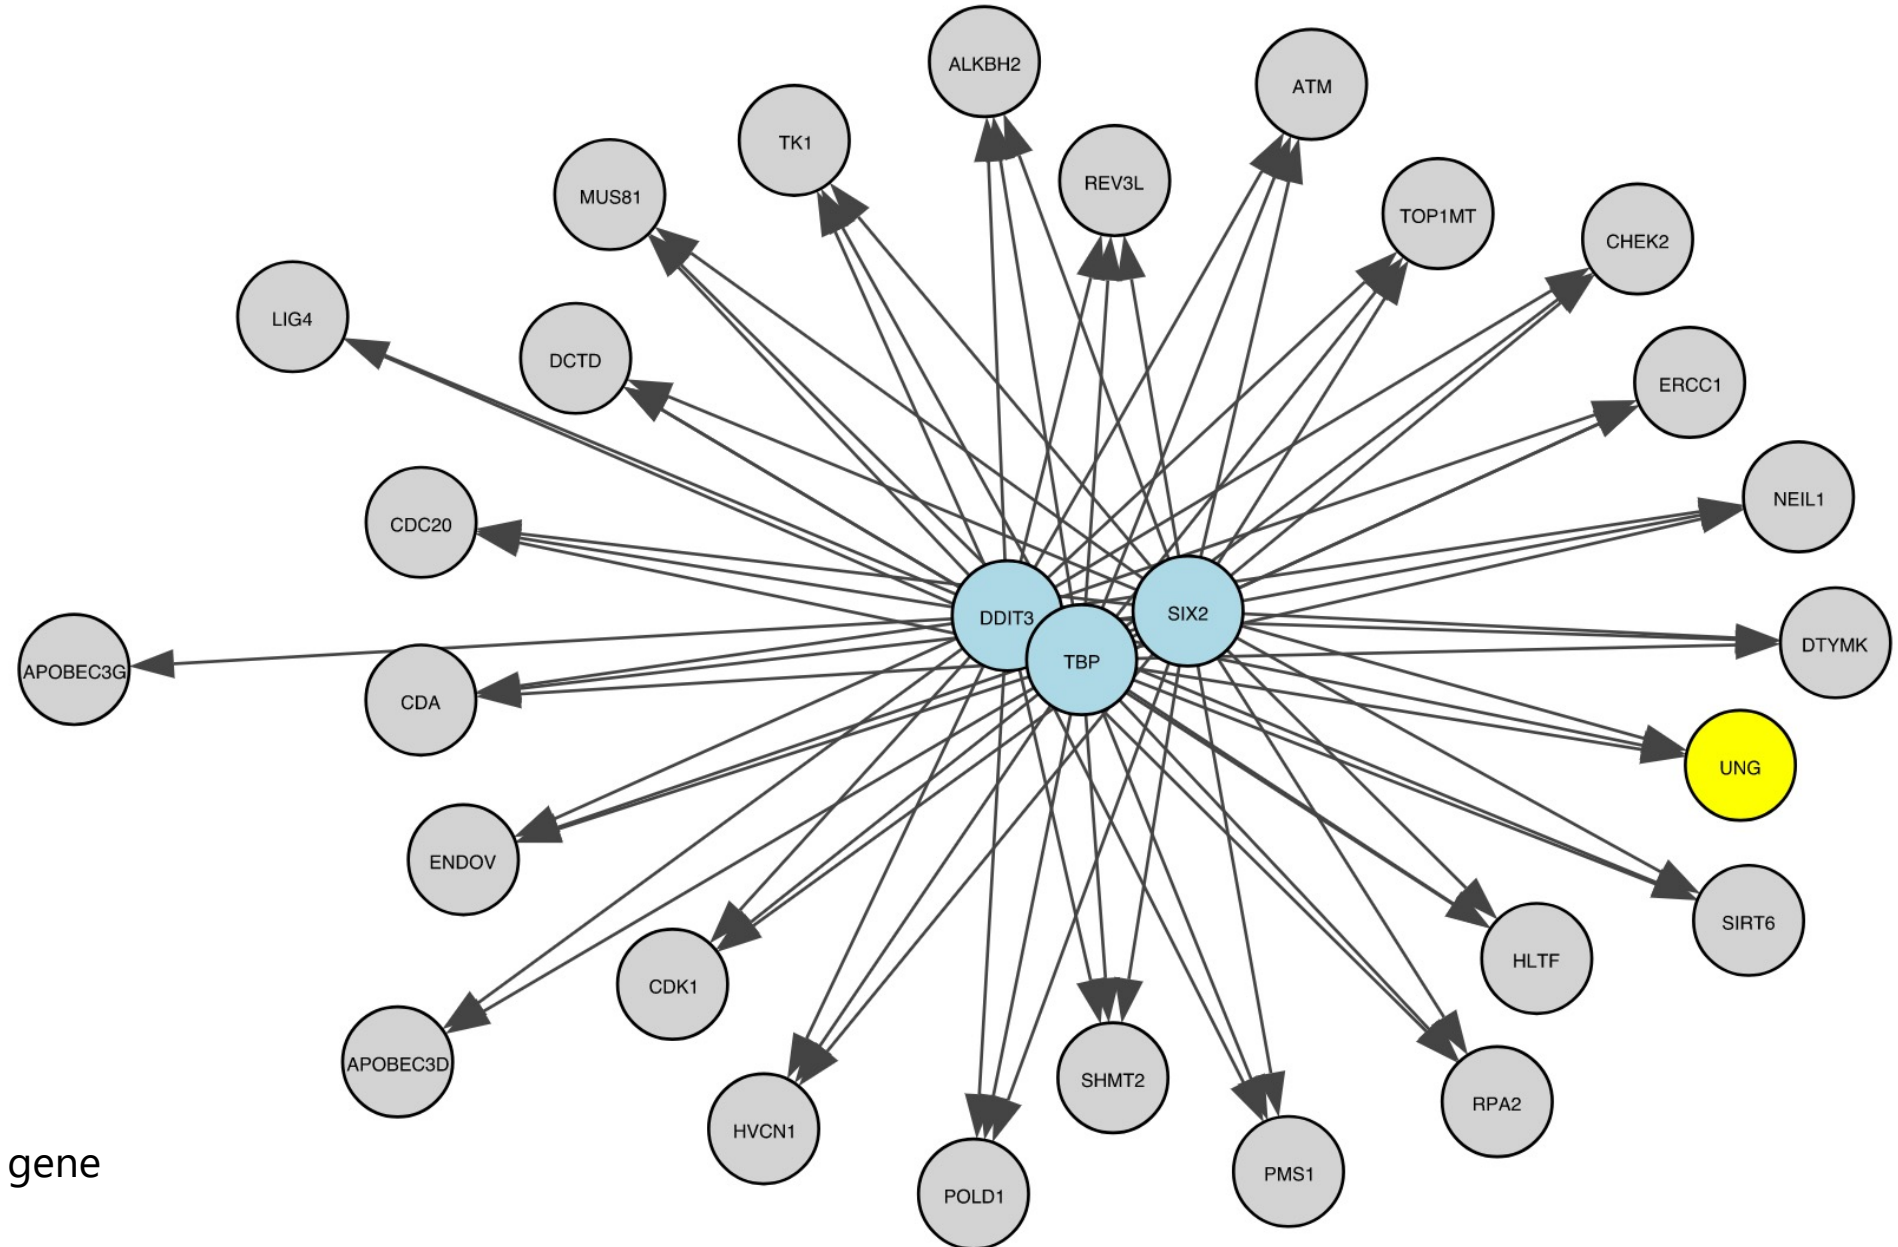 ALKBH2
ATM
TK1
REV3L
MUS81
TOP1MT
CHEK2
LIG4
DCTD
ERCC1
CDC20
NEIL1
DDIT3
SIX2
TBP
DTYMK
APOBEC3G
CDA
UNG
ENDOV
SIRT6
HLTF
CDK1
APOBEC3D
SHMT2
RPA2
HVCN1
PMS1
POLD1
gene